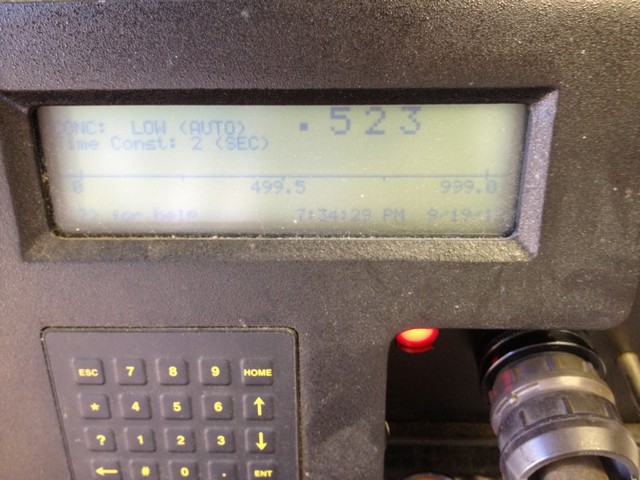 CONC: LOW (AUTO) .523
Time Const: 2 (SEC)
0 499.5 999.0
for help 7:34:29 PM
ESC 7 8 9 HOME
* 4 5 6 ↑
? 1 2 3 ↓
← # 0 . ENT